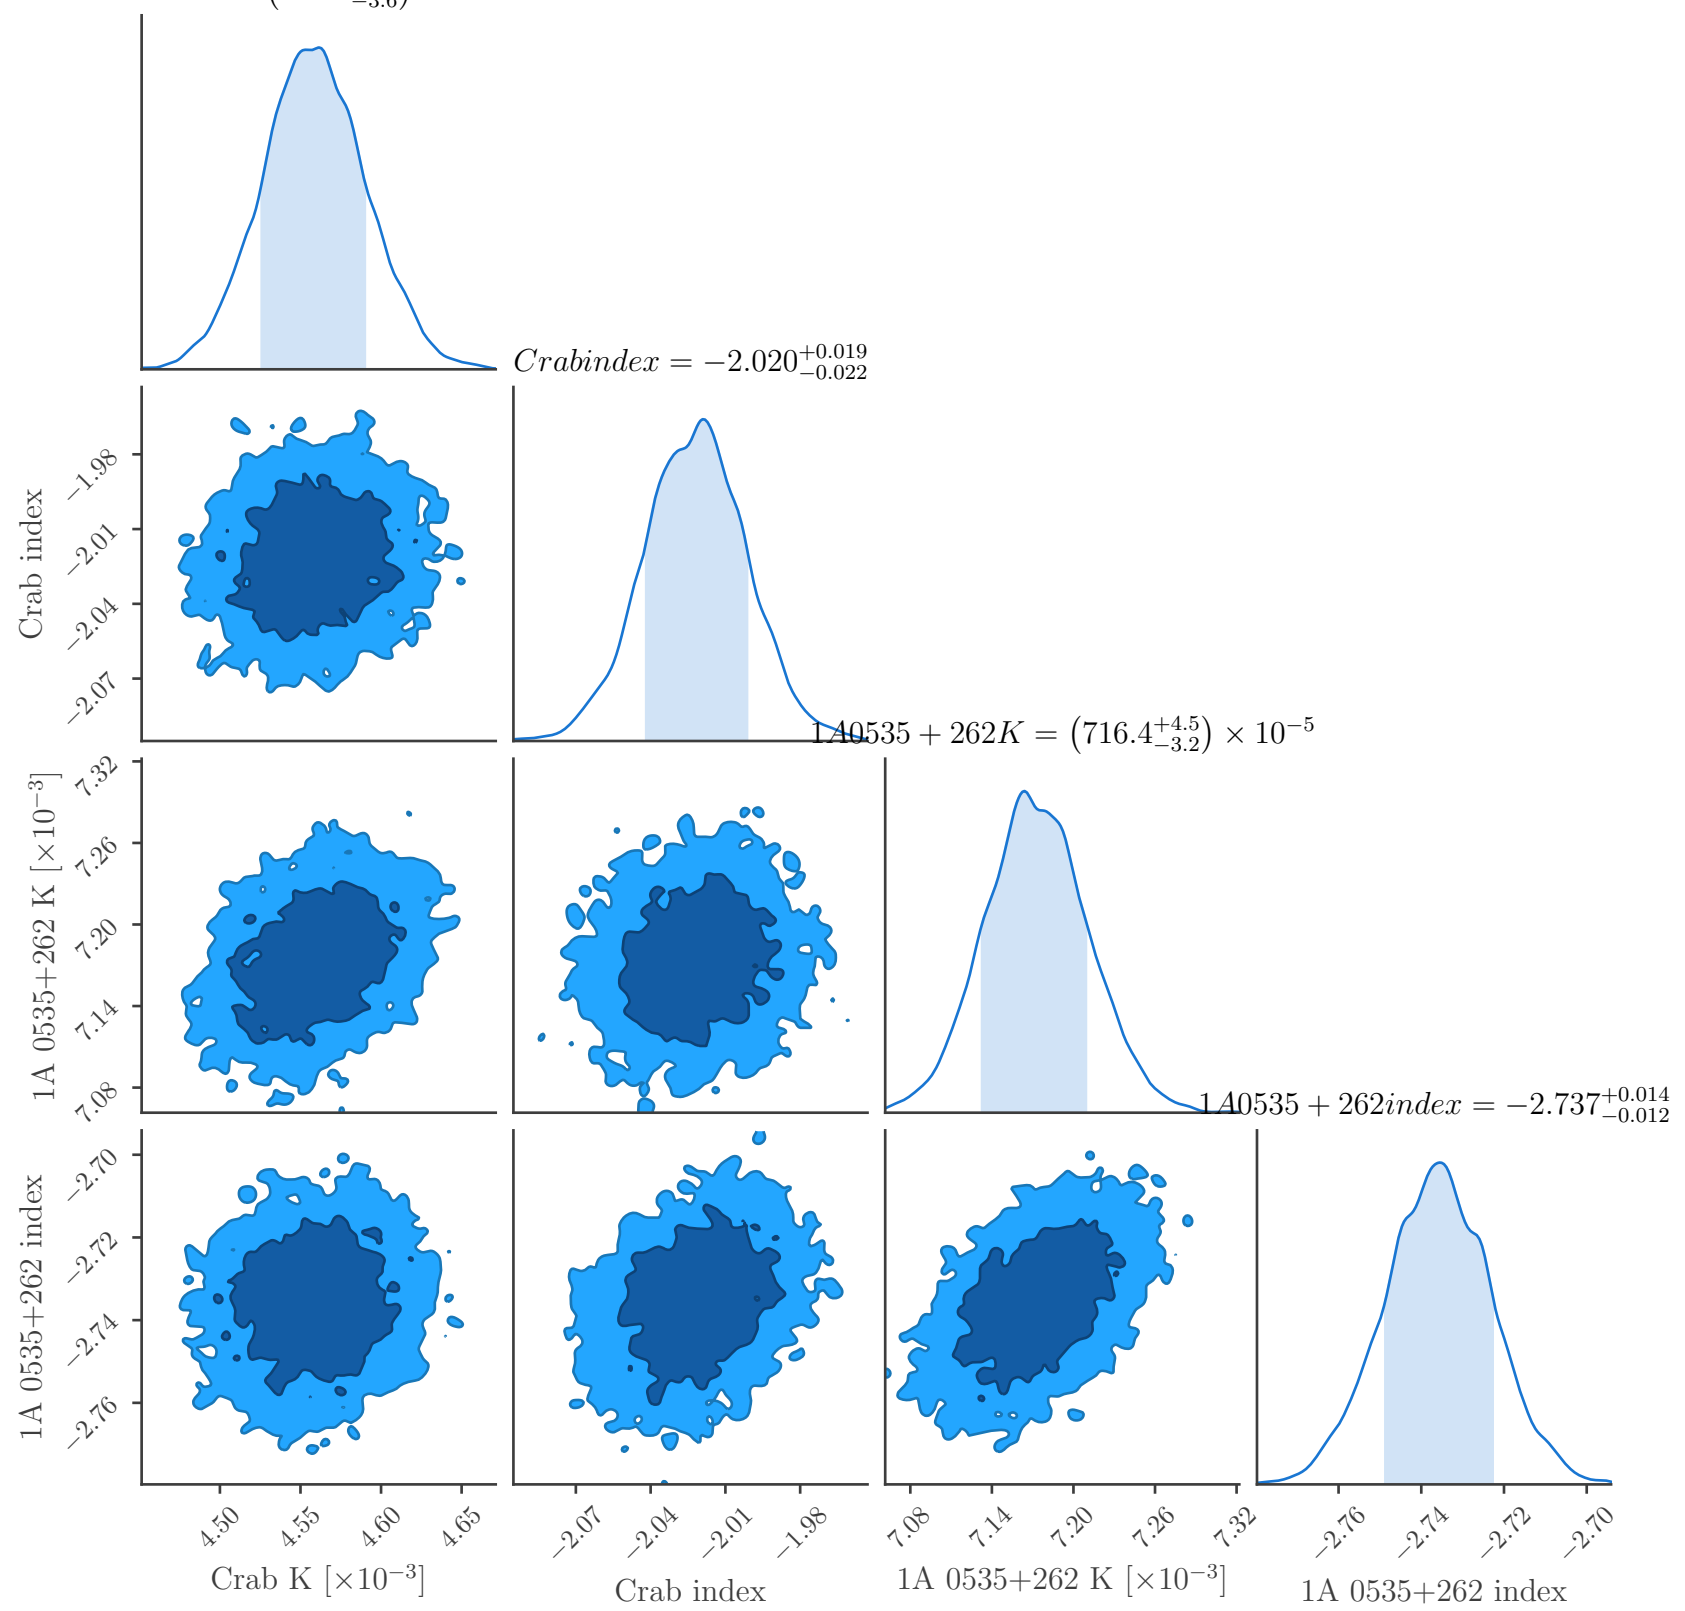 −3.6)
Crabindex = −2.020 +0.019 −0.022
Crab index
−1.98
−2.01
−2.04
−2.07
1A0535 + 262K = (716.4 +4.5 −3.2) × 10−5
1A 0535+262 K [×10−3]
7.32
7.26
7.20
7.14
7.08
1A0535 + 262index = −2.737 +0.014 −0.012
1A 0535+262 index
−2.70
−2.72
−2.74
−2.76
4.50 4.55 4.60 4.65
−2.07 −2.04 −2.01 −1.98
7.08 7.14 7.20 7.26 7.32
−2.76 −2.74 −2.72 −2.70
Crab K [×10−3]
Crab index
1A 0535+262 K [×10−3]
1A 0535+262 index